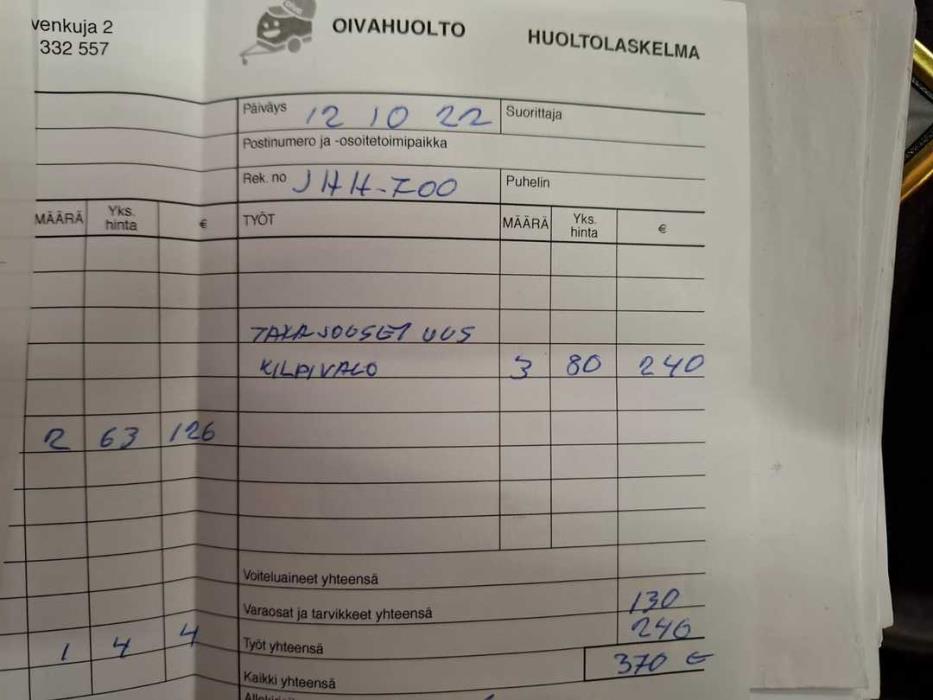 venkuja 2
332 557
OIVAHUOLTO
HUOLTOLASKELMA
Päiväys 12 10 22 Suorittaja
Postinumero ja -osoitetoimipaikka
Rek. no JHH-700 Puhelin
MÄÄRÄ Yks. hinta € TYÖT MÄÄRÄ Yks. hinta €
TAKAJOUSET UUS
KILPIVALO 3 80 240
2 63 126
Voiteluaineet yhteensä
Varaosat ja tarvikkeet yhteensä 130
1 4 4 Työt yhteensä 240
Kaikki yhteensä 370 €